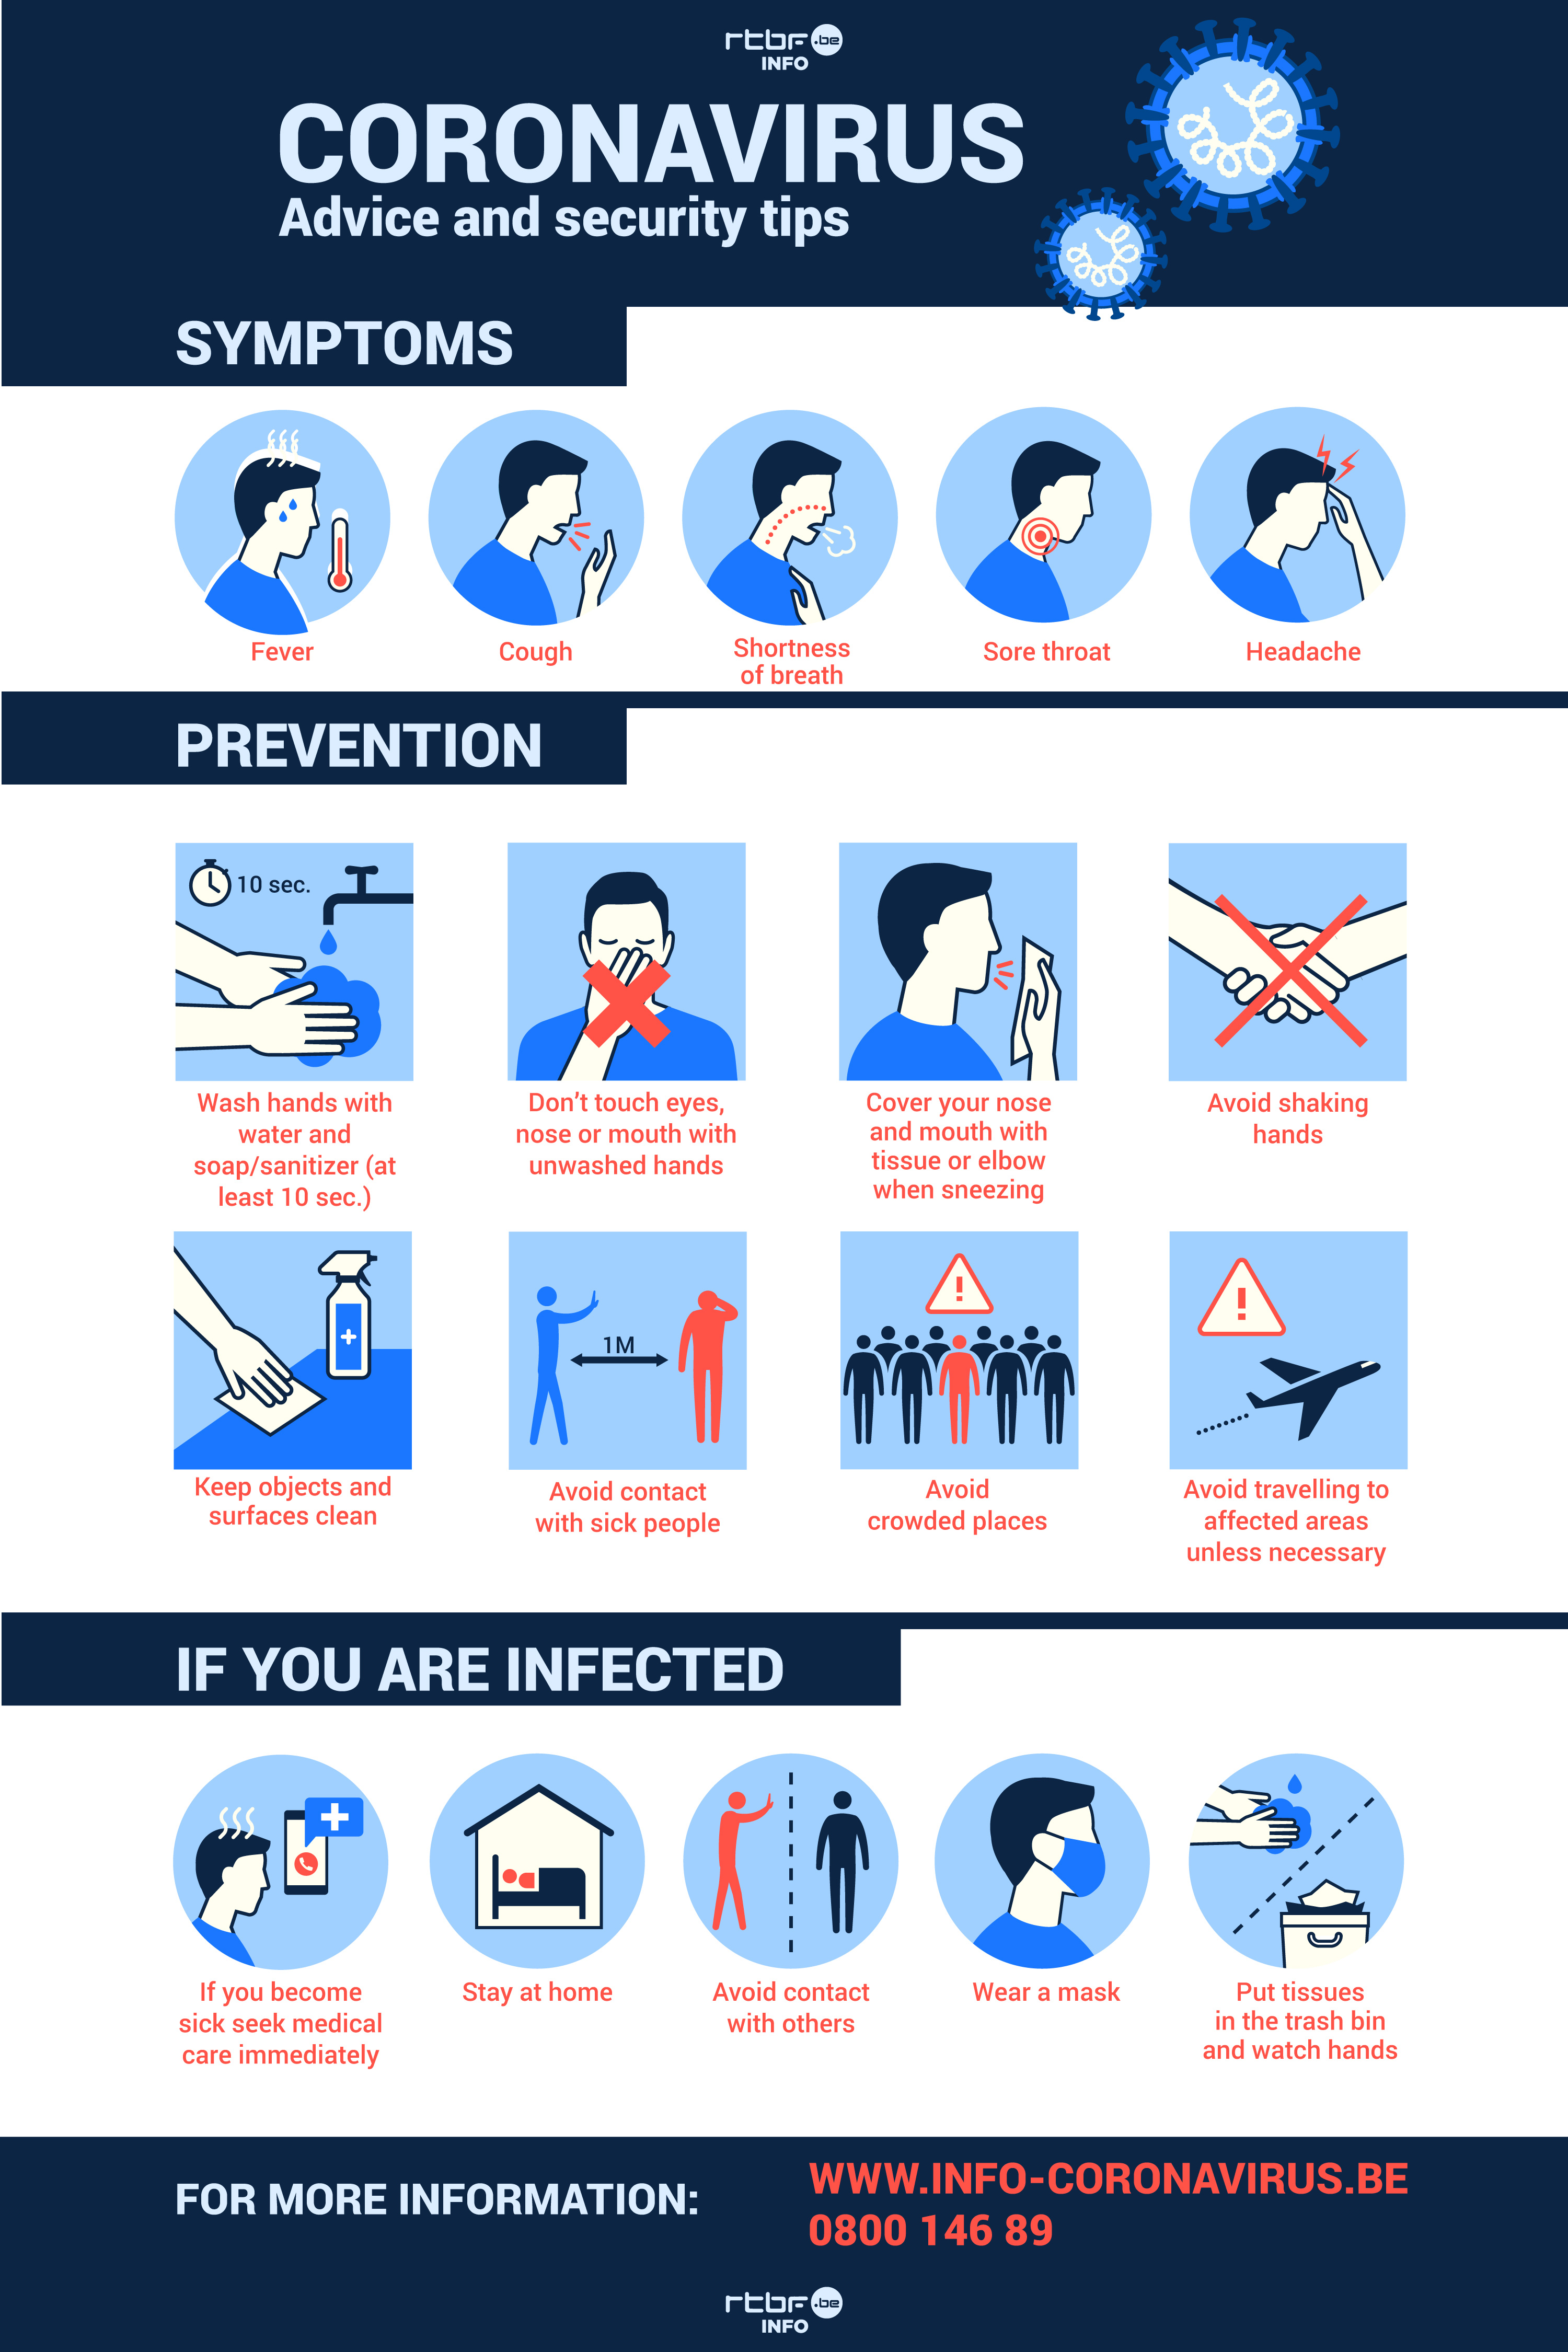 rtbf.be
INFO
CORONAVIRUS
Advice and security tips
SYMPTOMS
Fever
Cough
Shortness
of breath
Sore throat
Headache
PREVENTION
10 sec.
Wash hands with
water and
soap/sanitizer (at
least 10 sec.)
Don't touch eyes,
nose or mouth with
unwashed hands
Cover your nose
and mouth with
tissue or elbow
when sneezing
Avoid shaking
hands
Keep objects and
surfaces clean
1M
Avoid contact
with sick people
!
Avoid
crowded places
!
Avoid travelling to
affected areas
unless necessary
IF YOU ARE INFECTED
If you become
sick seek medical
care immediately
Stay at home
Avoid contact
with others
Wear a mask
Put tissues
in the trash bin
and watch hands
FOR MORE INFORMATION:
WWW.INFO-CORONAVIRUS.BE
0800 146 89
rtbf.be
INFO